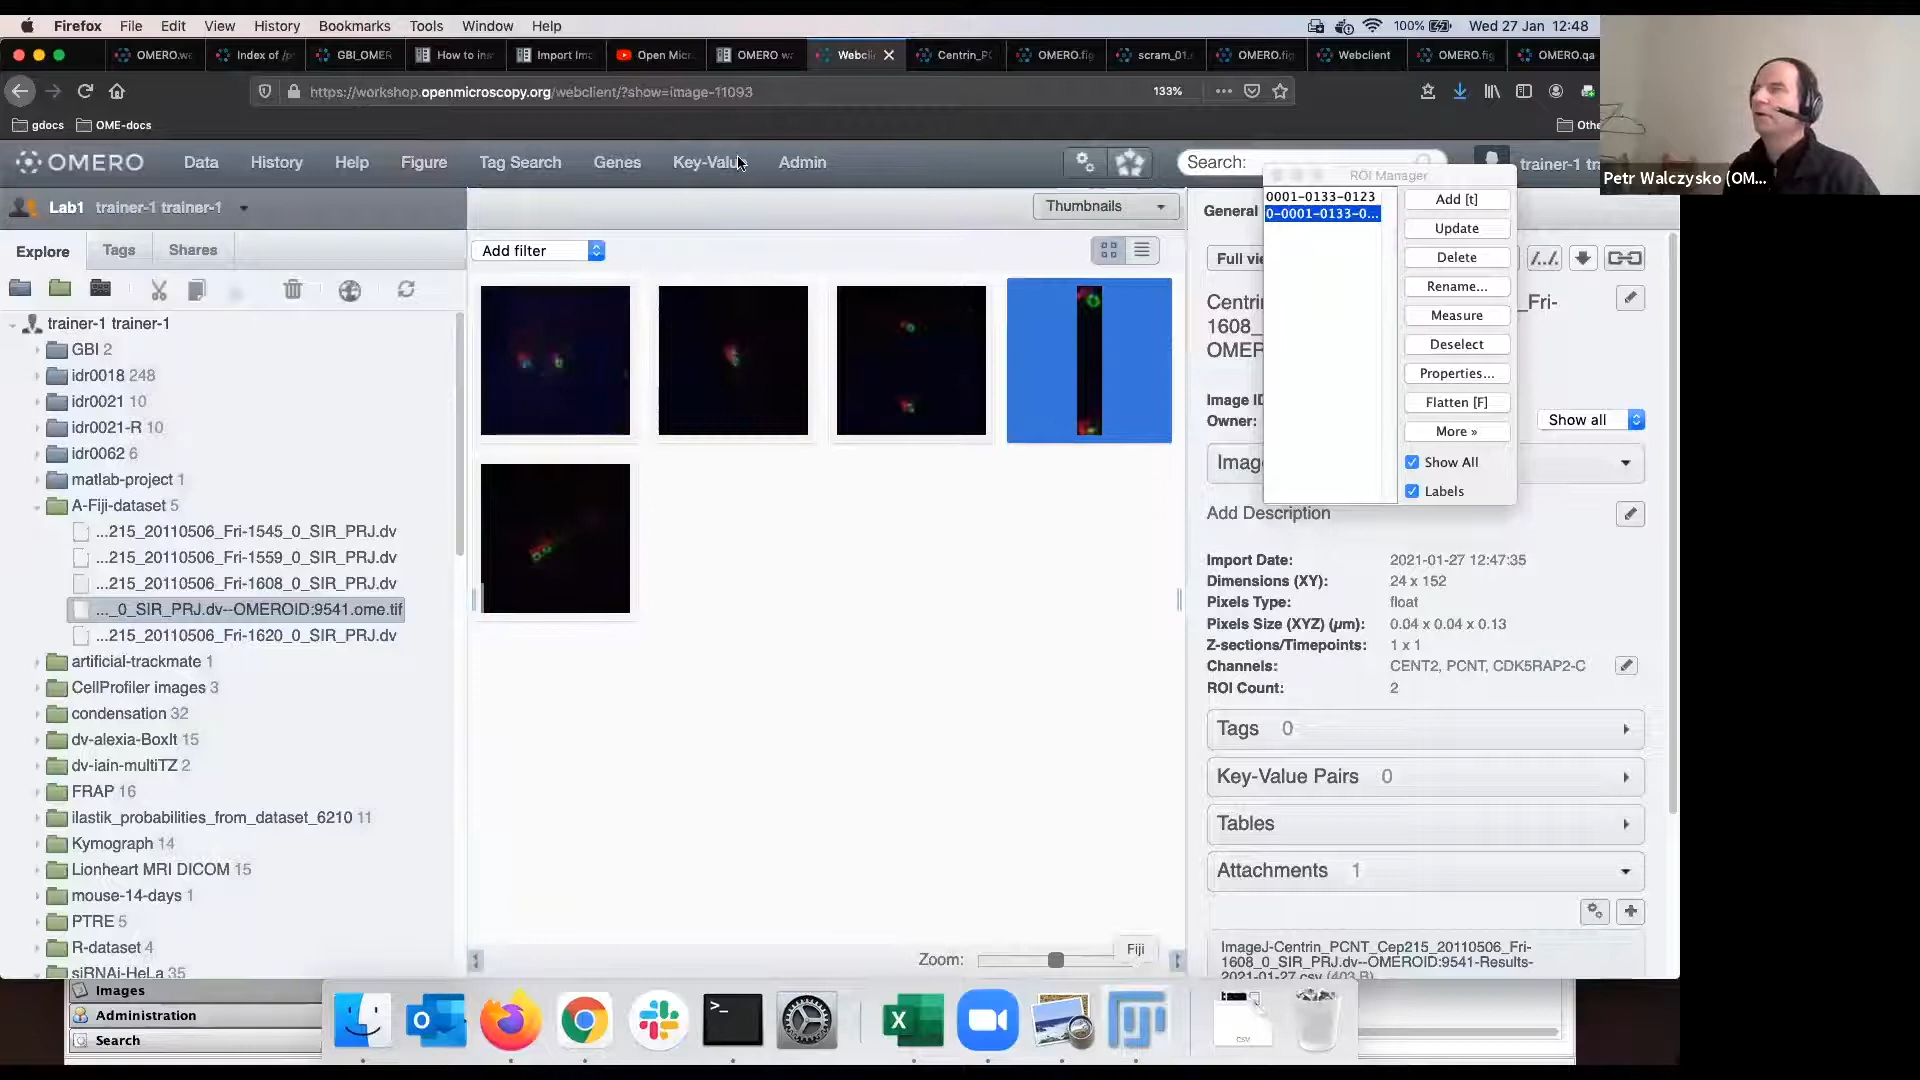 Firefox File Edit View History Bookmarks Tools Window Help 100% Wed 27 Jan 12:48
OMERO.we Index of /p GBI_OMER How to in Import Im Open Mic OMERO w Webcli Centrin_PC OMERO.fig scram_01. OMERO.fig Webclient OMERO.fig OMERO.qa
https://workshop.openmicroscopy.org/webclient/?show=image-11093 133%
gdocs OME-docs Othe
OMERO Data History Help Figure Tag Search Genes Key-Value Admin Search: trainer-1 tra
Petr Walczysko (OM...
Lab1 trainer-1 trainer-1 Thumbnails General
Explore Tags Shares
Add filter
Full vie
trainer-1 trainer-1
GBI 2
idr0018 248
idr0021 10
idr0021-R 10
idr0062 6
matlab-project 1
A-Fiji-dataset 5
...215_20110506_Fri-1545_0_SIR_PRJ.dv
...215_20110506_Fri-1559_0_SIR_PRJ.dv
...215_20110506_Fri-1608_0_SIR_PRJ.dv
..._0_SIR_PRJ.dv--OMEROID:9541.ome.tif
...215_20110506_Fri-1620_0_SIR_PRJ.dv
artificial-trackmate 1
CellProfiler images 3
condensation 32
dv-alexia-BoxIt 15
dv-iain-multiTZ 2
FRAP 16
ilastik_probabilities_from_dataset_6210 11
Kymograph 14
Lionheart MRI DICOM 15
mouse-14-days 1
PTRE 5
R-dataset 4
siRNAi-HeLa 35
Zoom:
Fiji
ROI Manager
0001-0133-0123
0-0001-0133-0...
Add [t]
Update
Delete
Rename...
Measure
Deselect
Properties...
Flatten [F]
More »
Show All
Labels
Centri _Fri-
1608_
OMER
Image ID
Owner: Show all
Imag
Add Description
Import Date: 2021-01-27 12:47:35
Dimensions (XY): 24 x 152
Pixels Type: float
Pixels Size (XYZ) (µm): 0.04 x 0.04 x 0.13
Z-sections/Timepoints: 1 x 1
Channels: CENT2, PCNT, CDK5RAP2-C
ROI Count: 2
Tags 0
Key-Value Pairs 0
Tables
Attachments 1
ImageJ-Centrin_PCNT_Cep215_20110506_Fri-
1608_0_SIR_PRJ.dv--OMEROID:9541-Results-
2021-01-27.csv (403 B)
Images
Administration
Search
CSV